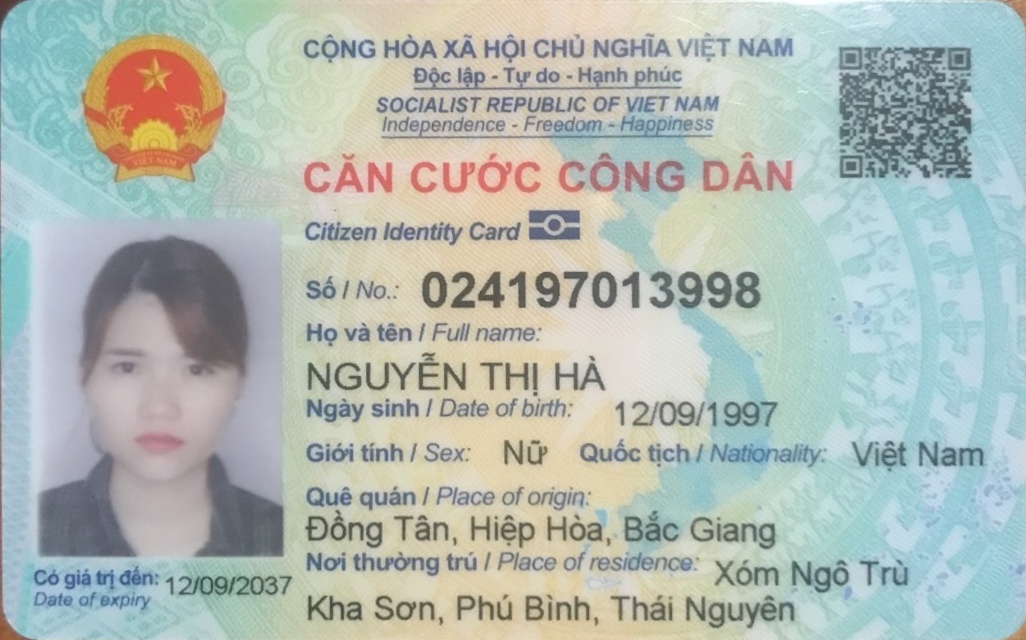 CỘNG HÒA XÃ HỘI CHỦ NGHĨA VIỆT NAM
Độc lập - Tự do - Hạnh phúc
SOCIALIST REPUBLIC OF VIET NAM
Independence - Freedom - Happiness
CĂN CƯỚC CÔNG DÂN
Citizen Identity Card
Số / No.: 024197013998
Họ và tên / Full name:
NGUYỄN THỊ HÀ
Ngày sinh / Date of birth: 12/09/1997
Giới tính / Sex: Nữ Quốc tịch / Nationality: Việt Nam
Quê quán / Place of origin:
Đồng Tân, Hiệp Hòa, Bắc Giang
Nơi thường trú / Place of residence: Xóm Ngô Trù
Kha Sơn, Phú Bình, Thái Nguyên
Có giá trị đến: 12/09/2037
Date of expiry
VIỆT NAM